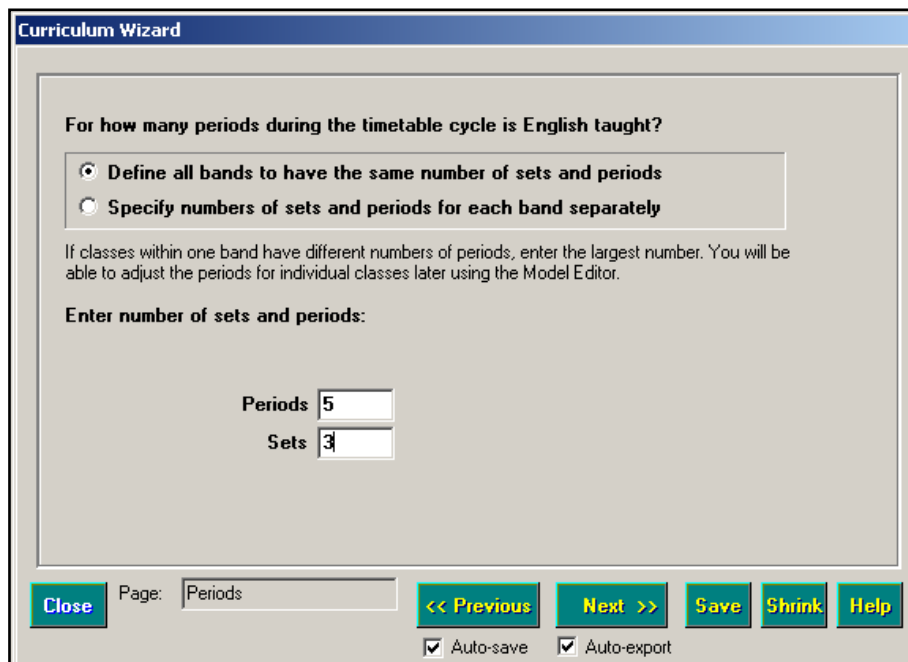 Curriculum Wizard
For how many periods during the timetable cycle is English taught?
Define all bands to have the same number of sets and periods
Specify numbers of sets and periods for each band separately
If classes within one band have different numbers of periods, enter the largest number. You will be
able to adjust the periods for individual classes later using the Model Editor.
Enter number of sets and periods:
Periods 5
Sets 3
Close Page: Periods << Previous Next >> Save Shrink Help
Auto-save Auto-export